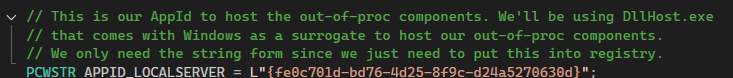 // This is our AppId to host the out-of-proc components. We'll be using DllHost.exe
// that comes with Windows as a surrogate to host our out-of-proc components.
// We only need the string form since we just need to put this into registry.
PCWSTR APPID_LOCALSERVER = L"{fe0c701d-bd76-4d25-8f9c-d24a5270630d}";